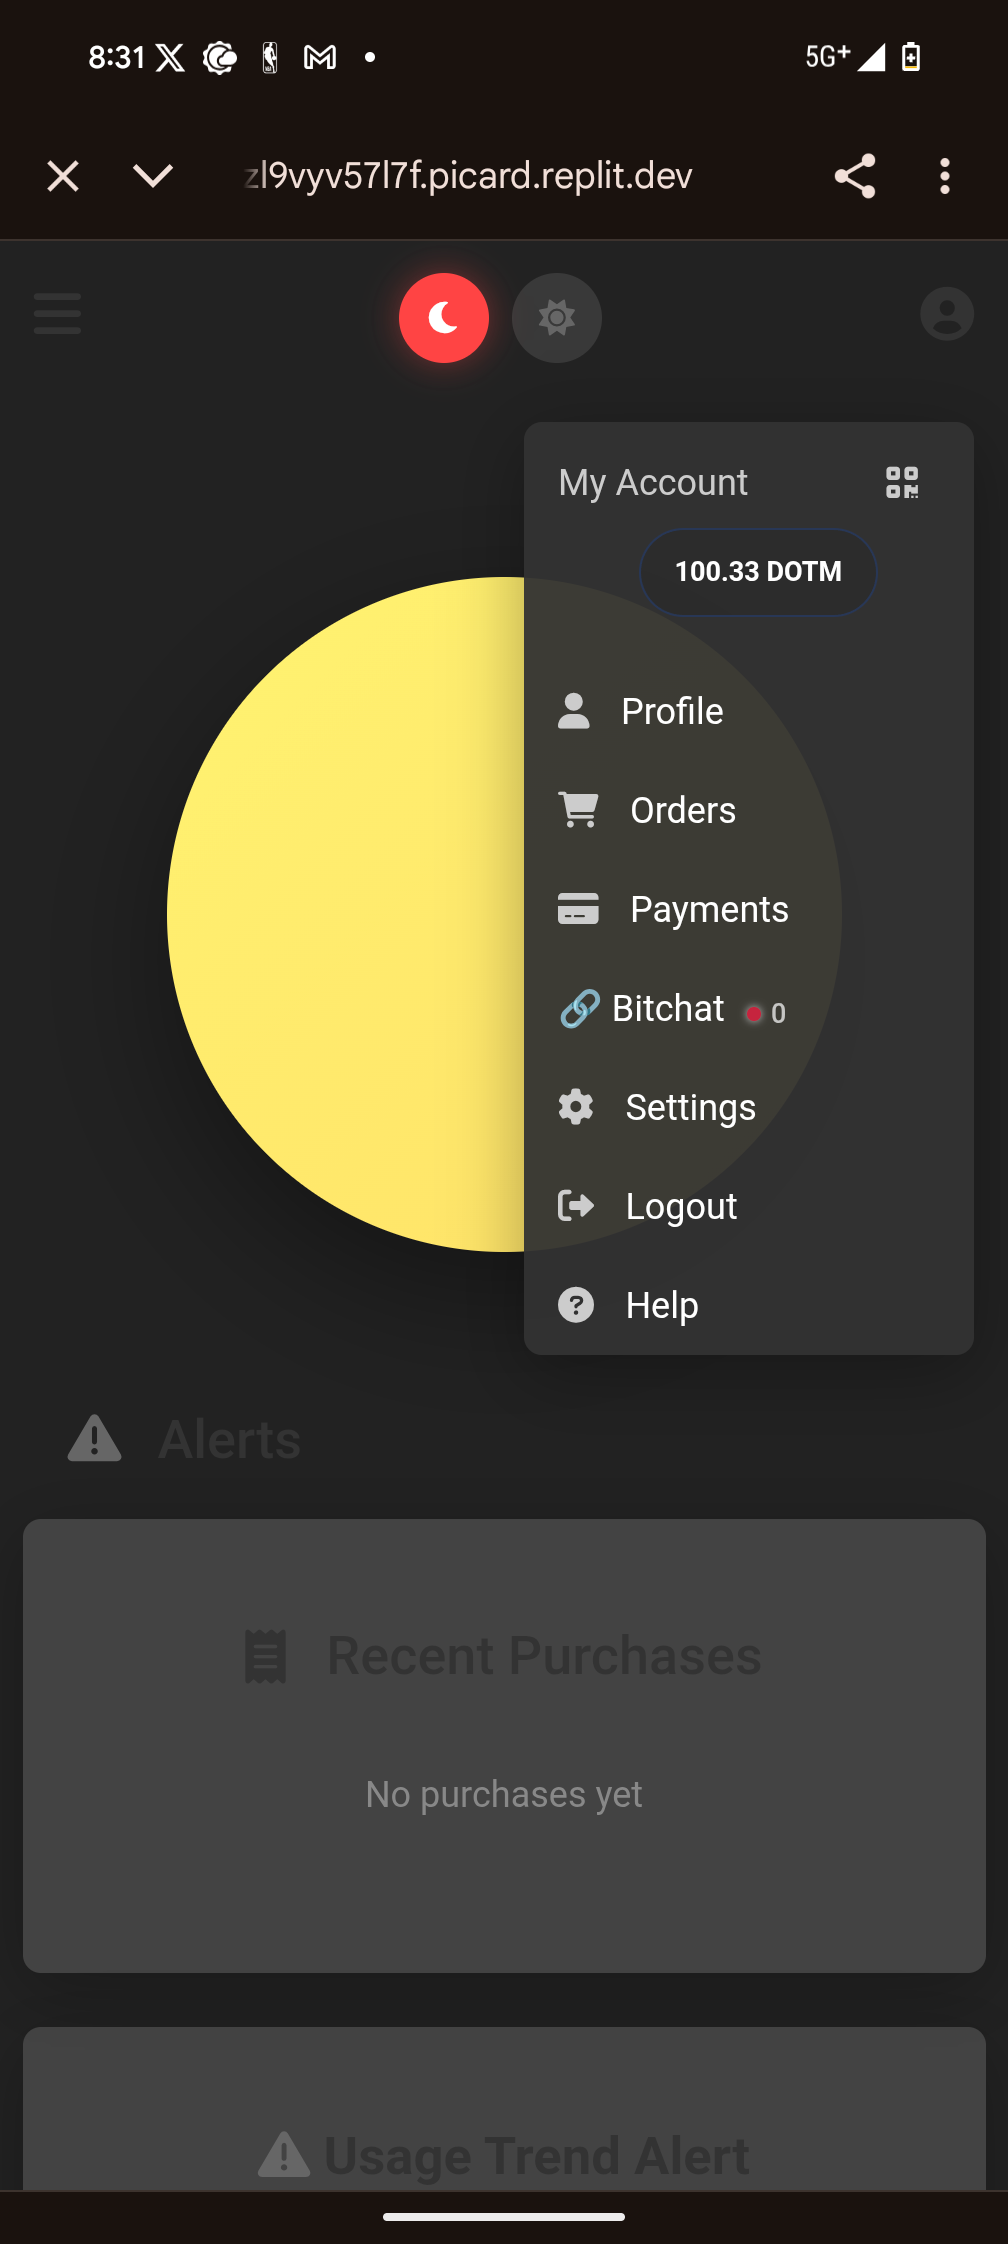 8:31
5G+
zl9vyv57l7f.picard.replit.dev
My Account
100.33 DOTM
Profile
Orders
Payments
Bitchat 0
Settings
Logout
Help
Alerts
Recent Purchases
No purchases yet
Usage Trend Alert